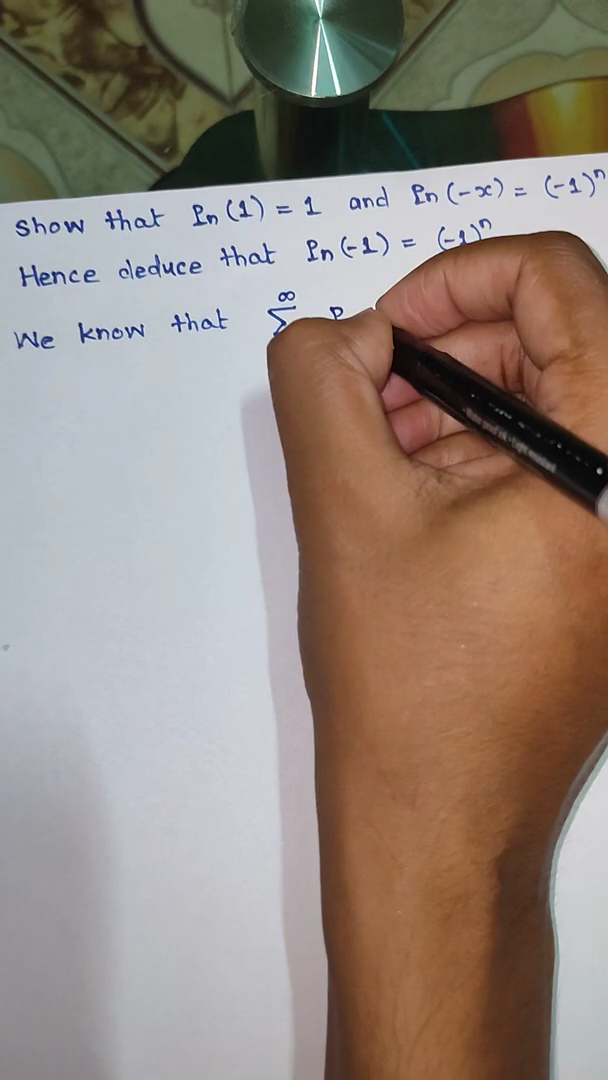 Show that Pn (1) = 1 and Pn (-x) = (-1)ⁿ
Hence deduce that Pn (-1) = (-1)ⁿ
We know that ∞ Σ P